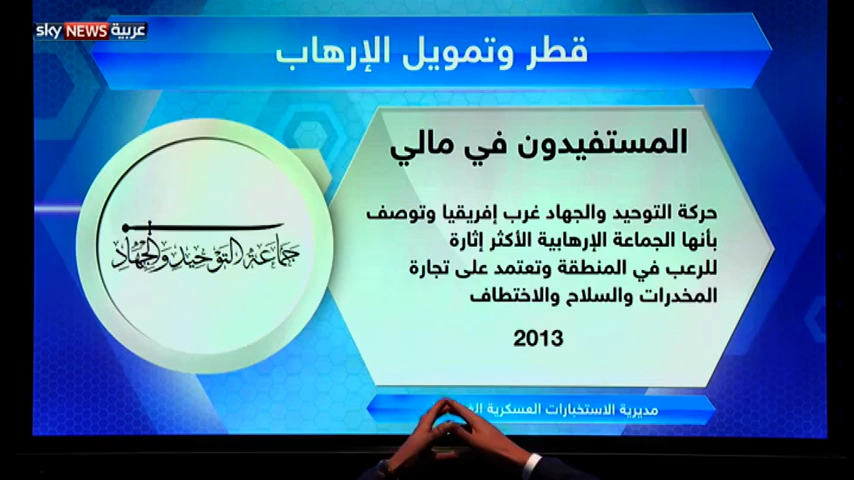 sky NEWS عربية
قطر وتمويل الإرهاب
المستفيدون في مالي
حركة التوحيد والجهاد غرب إفريقيا وتوصف
بأنها الجماعة الإرهابية الأكثر إثارة
للرعب في المنطقة وتعتمد على تجارة
المخدرات والسلاح والاختطاف
2013
جماعة التوحيد والجهاد
مديرية الاستخبارات العسكرية